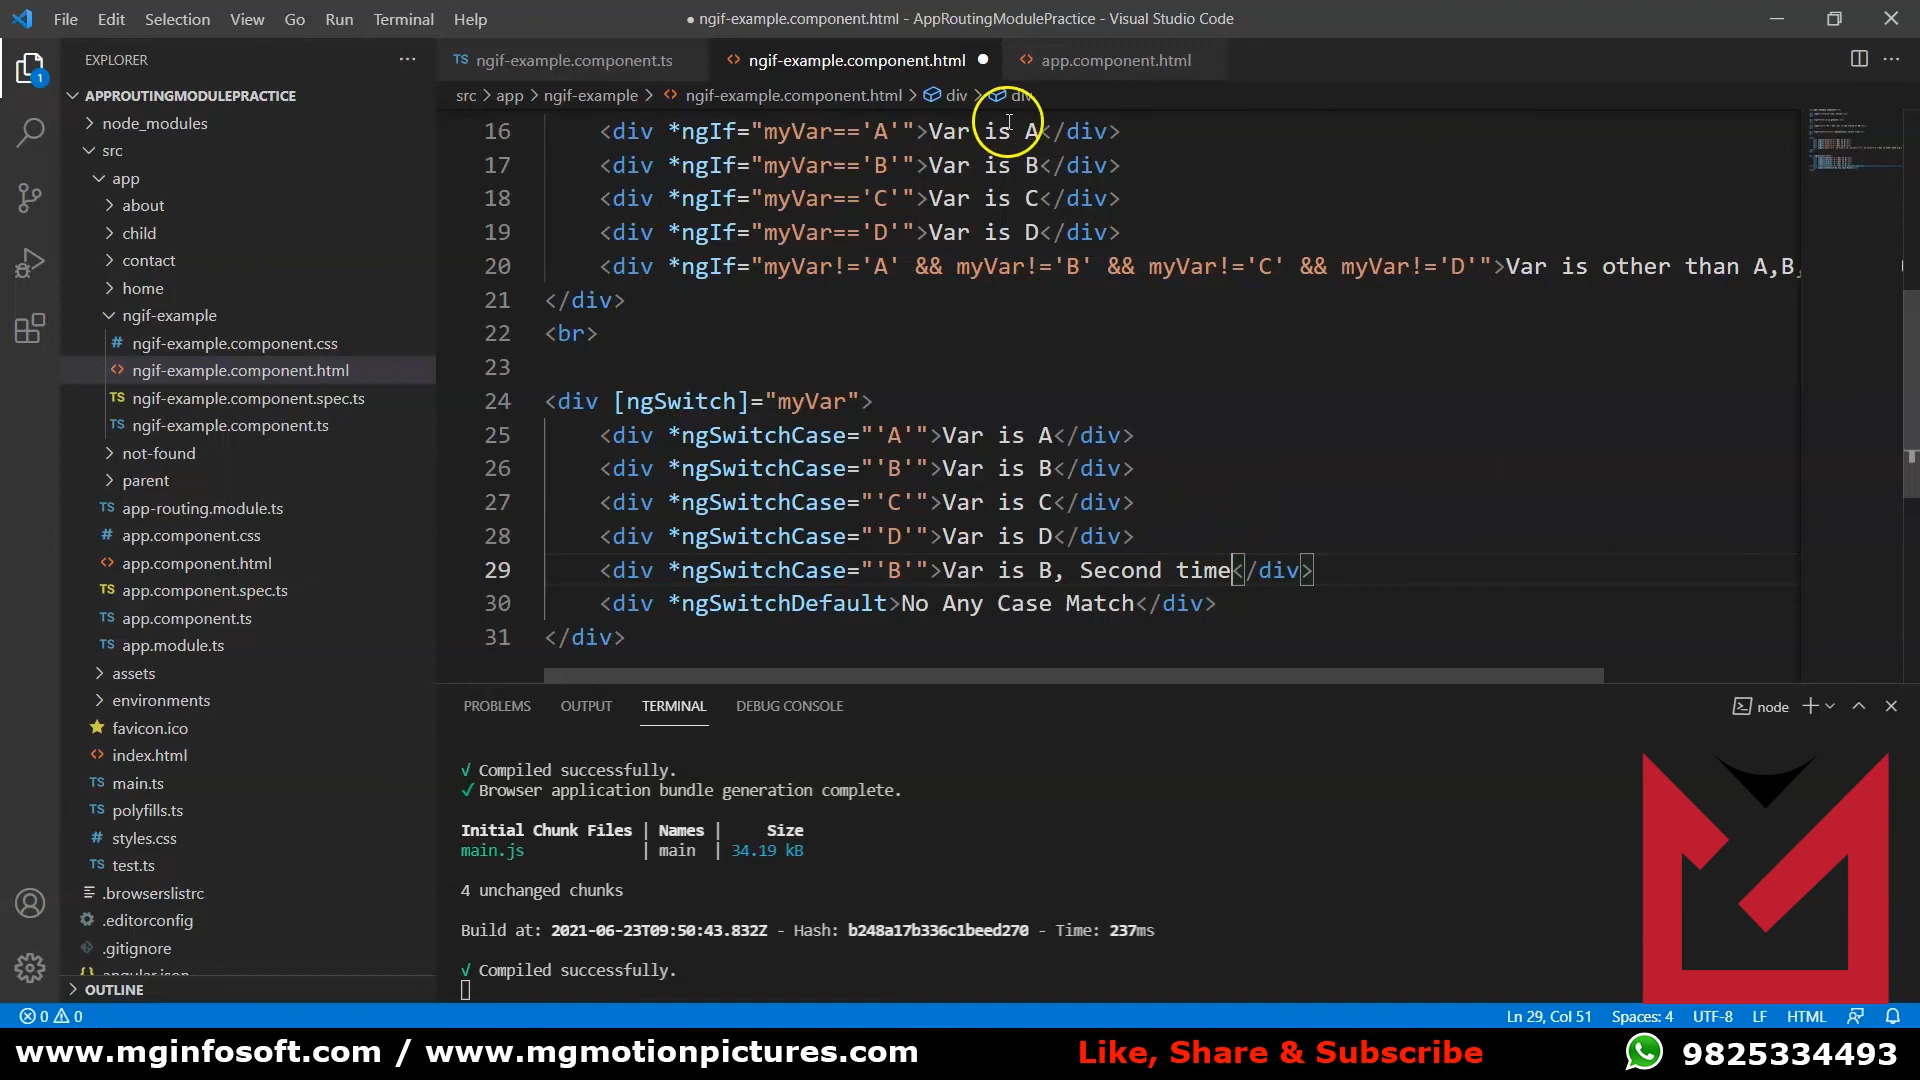 File Edit Selection View Go Run Terminal Help
● ngif-example.component.html - AppRoutingModulePractice - Visual Studio Code
EXPLORER
TS ngif-example.component.ts
<> ngif-example.component.html
<> app.component.html
src > app > ngif-example > <> ngif-example.component.html > div > div
1
APPROUTINGMODULEPRACTICE
node_modules
src
app
about
child
contact
home
ngif-example
# ngif-example.component.css
<> ngif-example.component.html
TS ngif-example.component.spec.ts
TS ngif-example.component.ts
not-found
parent
TS app-routing.module.ts
# app.component.css
<> app.component.html
TS app.component.spec.ts
TS app.component.ts
TS app.module.ts
assets
environments
favicon.ico
<> index.html
TS main.ts
TS polyfills.ts
# styles.css
TS test.ts
.browserslistrc
.editorconfig
.gitignore
{} angular.json
OUTLINE
16 <div *ngIf="myVar=='A'">Var is A</div>
17 <div *ngIf="myVar=='B'">Var is B</div>
18 <div *ngIf="myVar=='C'">Var is C</div>
19 <div *ngIf="myVar=='D'">Var is D</div>
20 <div *ngIf="myVar!='A' && myVar!='B' && myVar!='C' && myVar!='D'">Var is other than A,B,
21 </div>
22 <br>
23
24 <div [ngSwitch]="myVar">
25 <div *ngSwitchCase="'A'">Var is A</div>
26 <div *ngSwitchCase="'B'">Var is B</div>
27 <div *ngSwitchCase="'C'">Var is C</div>
28 <div *ngSwitchCase="'D'">Var is D</div>
29 <div *ngSwitchCase="'B'">Var is B, Second time</div>
30 <div *ngSwitchDefault>No Any Case Match</div>
31 </div>
PROBLEMS OUTPUT TERMINAL DEBUG CONSOLE
node
√ Compiled successfully.
✓ Browser application bundle generation complete.
Initial Chunk Files | Names | Size
main.js | main | 34.19 kB
4 unchanged chunks
Build at: 2021-06-23T09:50:43.832Z - Hash: b248a17b336c1beed270 - Time: 237ms
√ Compiled successfully.
0 0
Ln 29, Col 51 Spaces: 4 UTF-8 LF HTML
www.mginfosoft.com / www.mgmotionpictures.com
Like, Share & Subscribe
9825334493